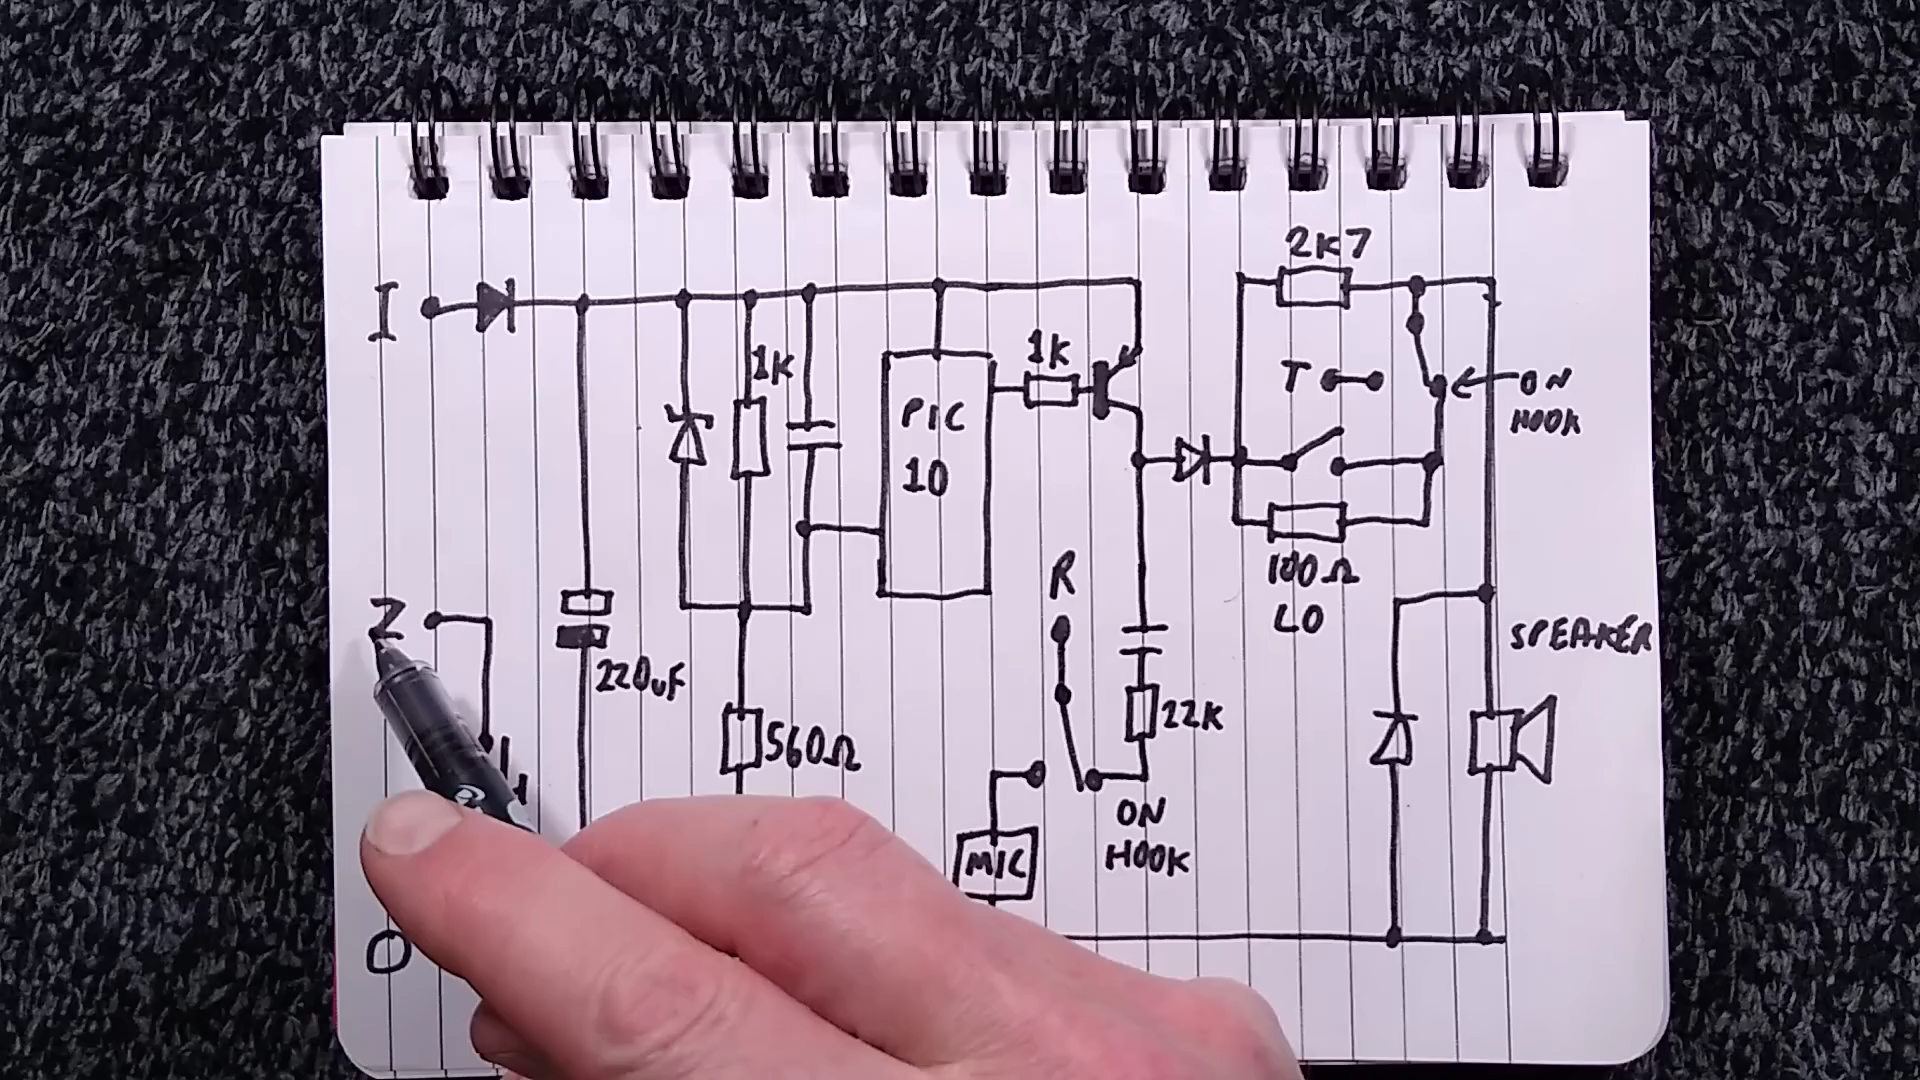 2K7
I
1K
1K
T
ON
HOOK
PIC
10
R
100Ω
LO
2
SPEAKER
220uF
22K
560Ω
ON
HOOK
MIC
O